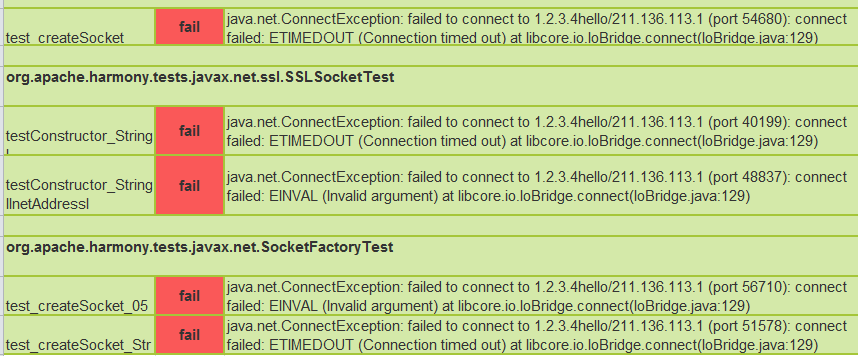 java.net.ConnectException: failed to connect to 1.2.3.4hello/211.136.113.1 (port 54680): connect
test_createSocket fail failed: ETIMEDOUT (Connection timed out) at libcore.io.IoBridge.connect(IoBridge.java:129)
org.apache.harmony.tests.javax.net.ssl.SSLSocketTest
java.net.ConnectException: failed to connect to 1.2.3.4hello/211.136.113.1 (port 40199): connect
testConstructor_String fail failed: ETIMEDOUT (Connection timed out) at libcore.io.IoBridge.connect(IoBridge.java:129)
java.net.ConnectException: failed to connect to 1.2.3.4hello/211.136.113.1 (port 48837): connect
testConstructor_String fail failed: EINVAL (Invalid argument) at libcore.io.IoBridge.connect(IoBridge.java:129)
IInetAddressI
org.apache.harmony.tests.javax.net.SocketFactoryTest
java.net.ConnectException: failed to connect to 1.2.3.4hello/211.136.113.1 (port 56710): connect
test_createSocket_05 fail failed: EINVAL (Invalid argument) at libcore.io.IoBridge.connect(IoBridge.java:129)
java.net.ConnectException: failed to connect to 1.2.3.4hello/211.136.113.1 (port 51578): connect
test_createSocket_Str fail failed: ETIMEDOUT (Connection timed out) at libcore.io.IoBridge.connect(IoBridge.java:129)